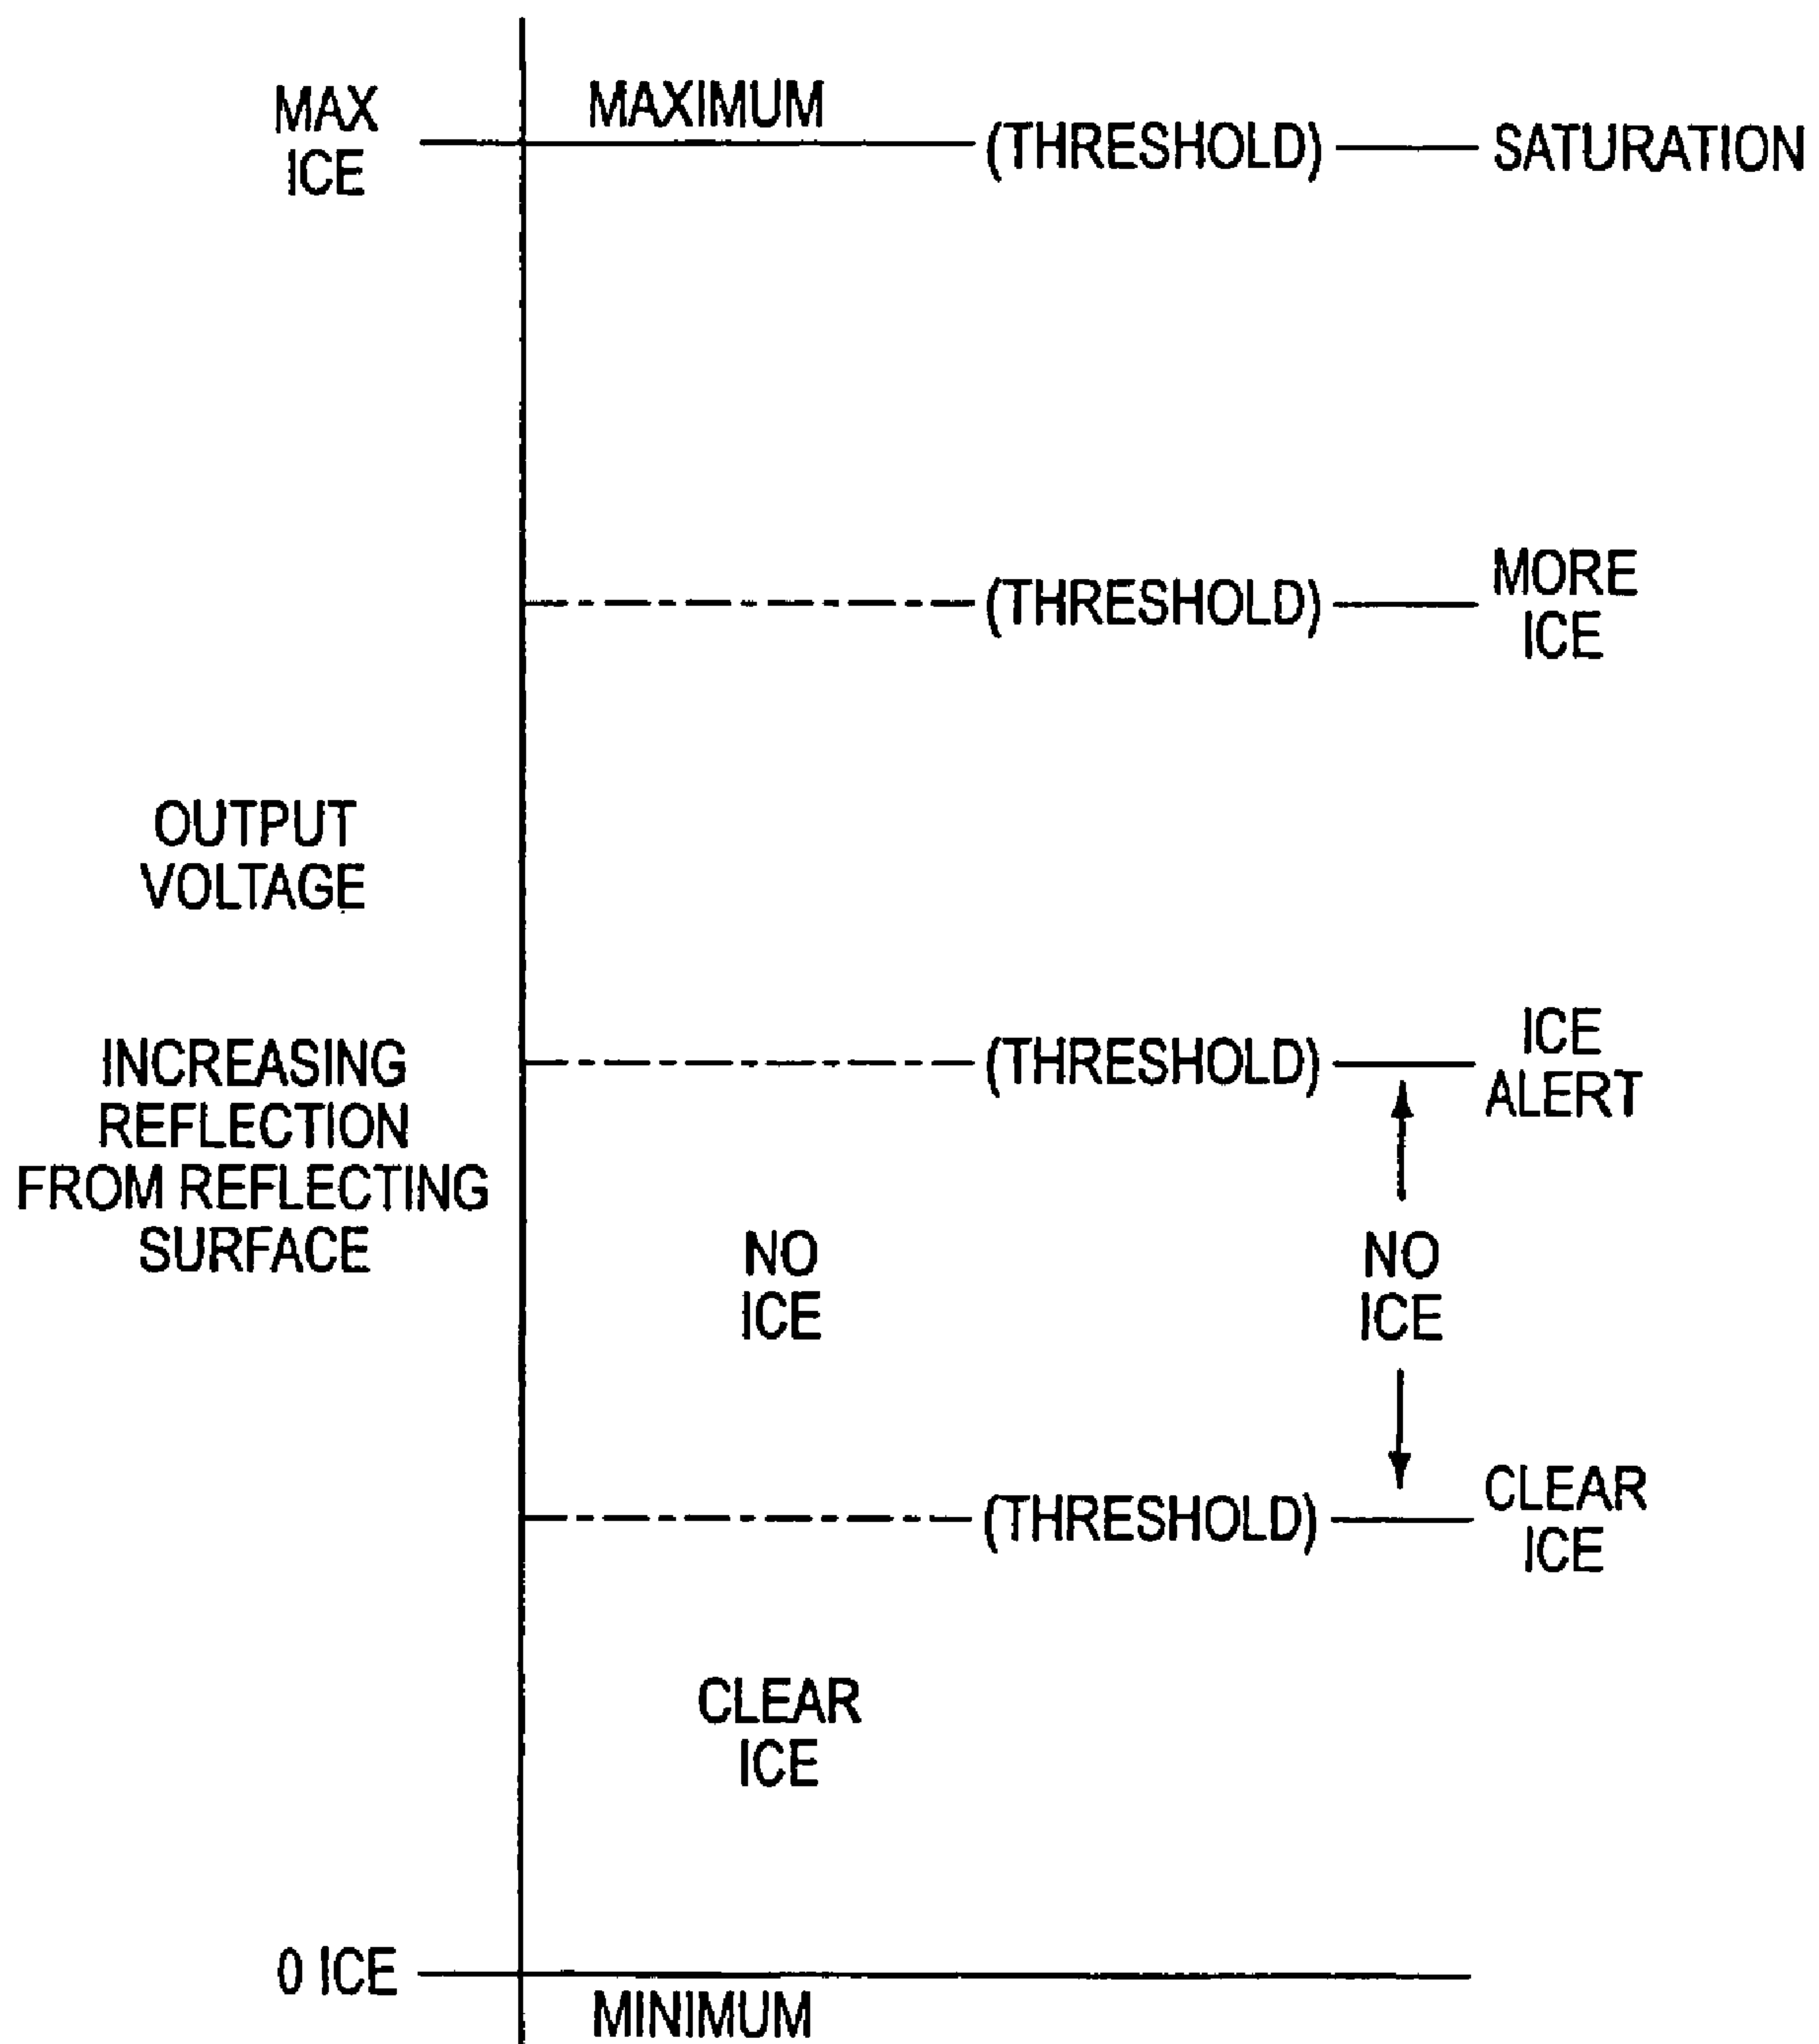 MAX
ICE
MAXIMUM
(THRESHOLD)
SATURATION
(THRESHOLD)
MORE
ICE
OUTPUT
VOLTAGE
INCREASING
REFLECTION
FROM REFLECTING
SURFACE
(THRESHOLD)
ICE
ALERT
NO
ICE
NO
ICE
(THRESHOLD)
CLEAR
ICE
CLEAR
ICE
0 ICE
MINIMUM